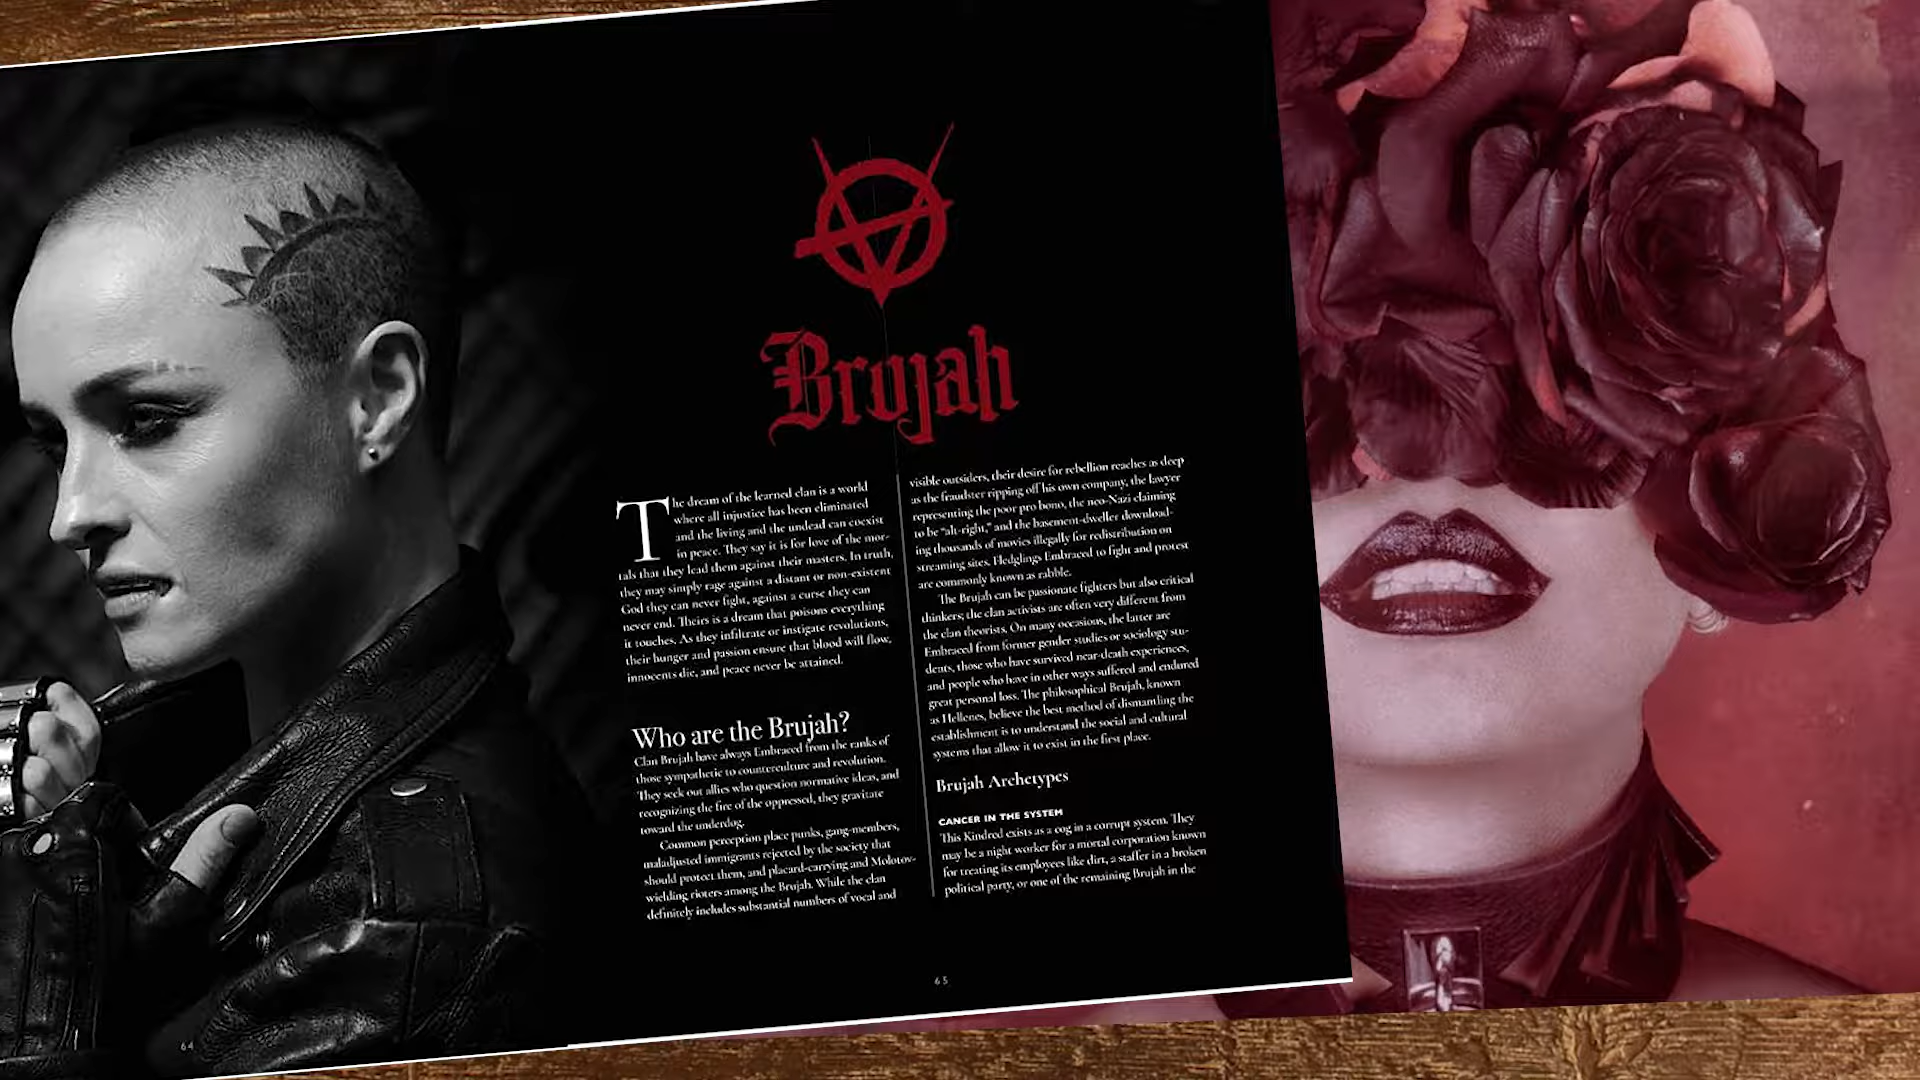 Brujah
The dream of the learned clan is a world
where all injustice has been eliminated
and the living and the undead can coexist
in peace. They say it is for love of the mor-
tals that they lead them against their masters. In truth,
they may simply rage against a distant or non-existent
God they can never fight, against a curse they can
never end. Theirs is a dream that poisons everything
it touches. As they infiltrate or instigate revolutions,
their hunger and passion ensure that blood will flow,
innocents die, and peace never be attained.
Who are the Brujah?
Clan Brujah have always Embraced from the ranks of
those sympathetic to counterculture and revolution.
They seek out allies who question normative ideas, and
recognizing the fire of the oppressed, they gravitate
toward the underdog.
Common perception place punks, gang-members,
maladjusted immigrants rejected by the society that
should protect them, and placard-carrying and Molotov-
wielding rioters among the Brujah. While the clan
definitely includes substantial numbers of vocal and
visible outsiders, their desire for rebellion reaches as deep
as the fraudster ripping off his own company, the lawyer
representing the poor pro bono, the neo-Nazi claiming
to be “alt-right,” and the basement-dweller download-
ing thousands of movies illegally for redistribution on
streaming sites. Fledglings Embraced to fight and protest
are commonly known as rabble.
The Brujah can be passionate fighters but also critical
thinkers; the clan activists are often very different from
the clan theorists. On many occasions, the latter are
Embraced from former gender studies or sociology stu-
dents, those who have survived near-death experiences,
and people who have in other ways suffered and endured
great personal loss. The philosophical Brujah, known
as Hellenes, believe the best method of dismantling the
establishment is to understand the social and cultural
systems that allow it to exist in the first place.
Brujah Archetypes
CANCER IN THE SYSTEM
This Kindred exists as a cog in a corrupt system. They
may be a night worker for a mortal corporation known
for treating its employees like dirt, a staffer in a broken
political party, or one of the remaining Brujah in the
64
65